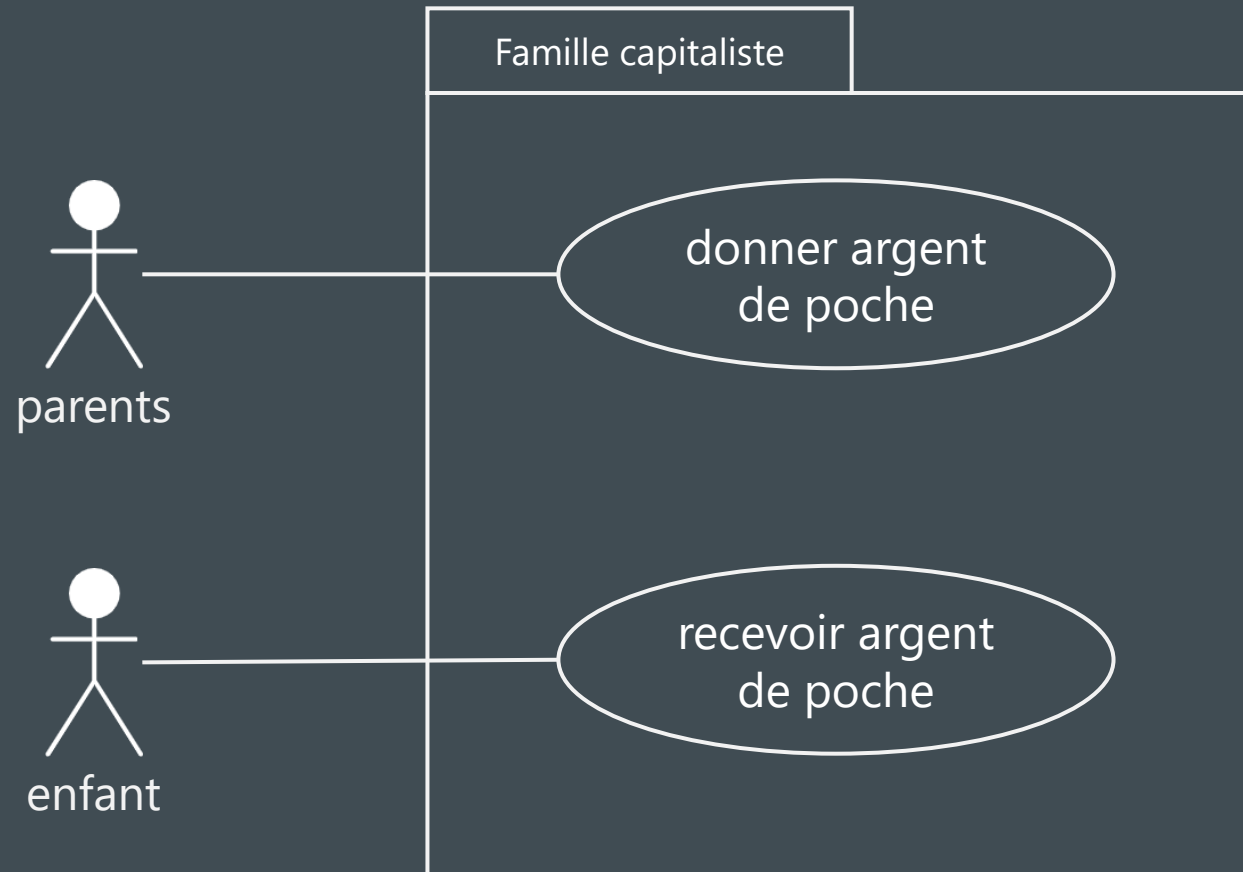 Famille capitaliste
donner argent
de poche
parents
recevoir argent
de poche
enfant